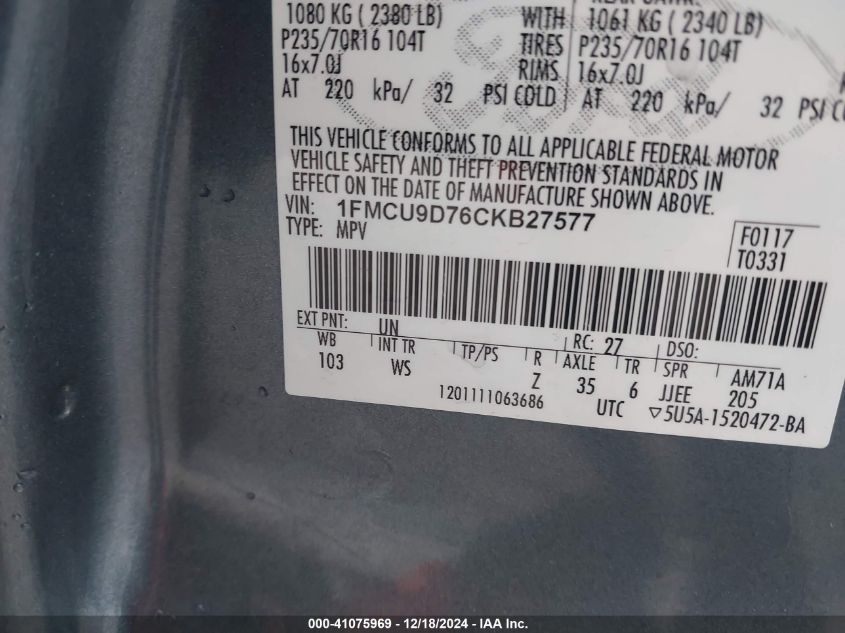 1080 KG ( 2380 LB) WITH 1061 KG ( 2340 LB)
P235/70R16 104T TIRES P235/70R16 104T
16x7.0J RIMS 16x7.0J
AT 220 kPa/ 32 PSI COLD AT 220 kPa/ 32 PSI
THIS VEHICLE CONFORMS TO ALL APPLICABLE FEDERAL MOTOR
VEHICLE SAFETY AND THEFT PREVENTION STANDARDS IN
EFFECT ON THE DATE OF MANUFACTURE SHOWN ABOVE.
VIN: 1FMCU9D76CKB27577
TYPE: MPV
F0117
T0331
EXT PNT: UN RC: 27 DSO:
WB INT TR TP/PS R AXLE TR SPR AM71A
103 WS Z 35 6 JJEE 205
1201111063686 UTC ▽5U5A-1520472-BA
000-41075969 / 12/18/2024 - IAA Inc.